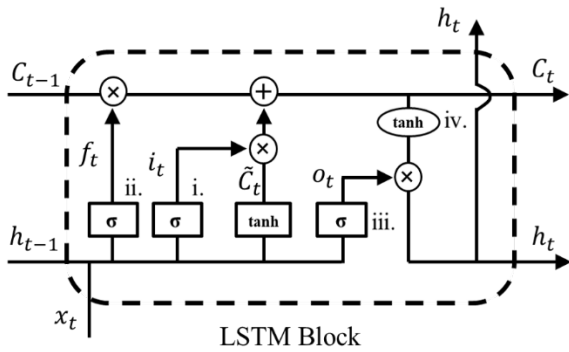 h_t
C_{t-1} × + C_t
tanh iv.
f_t i_t × C̃_t o_t ×
ii. i.
σ σ tanh σ iii.
h_{t-1} h_t
x_t
LSTM Block